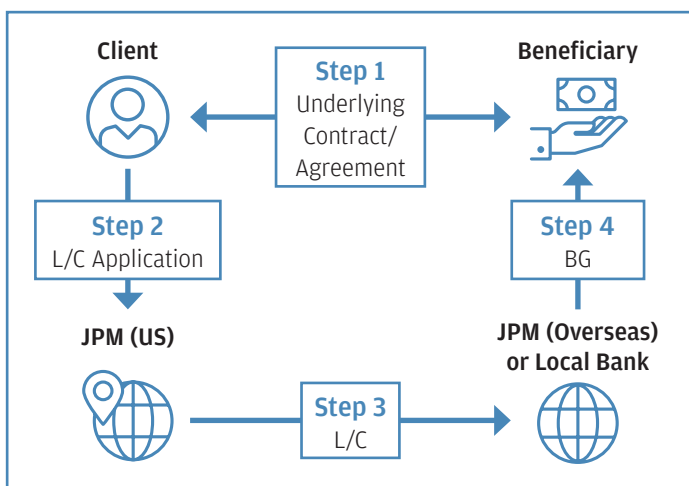 Client
Step 1
Underlying
Contract/
Agreement
Beneficiary
Step 2
L/C Application
Step 4
BG
JPM (US)
JPM (Overseas)
or Local Bank
Step 3
L/C